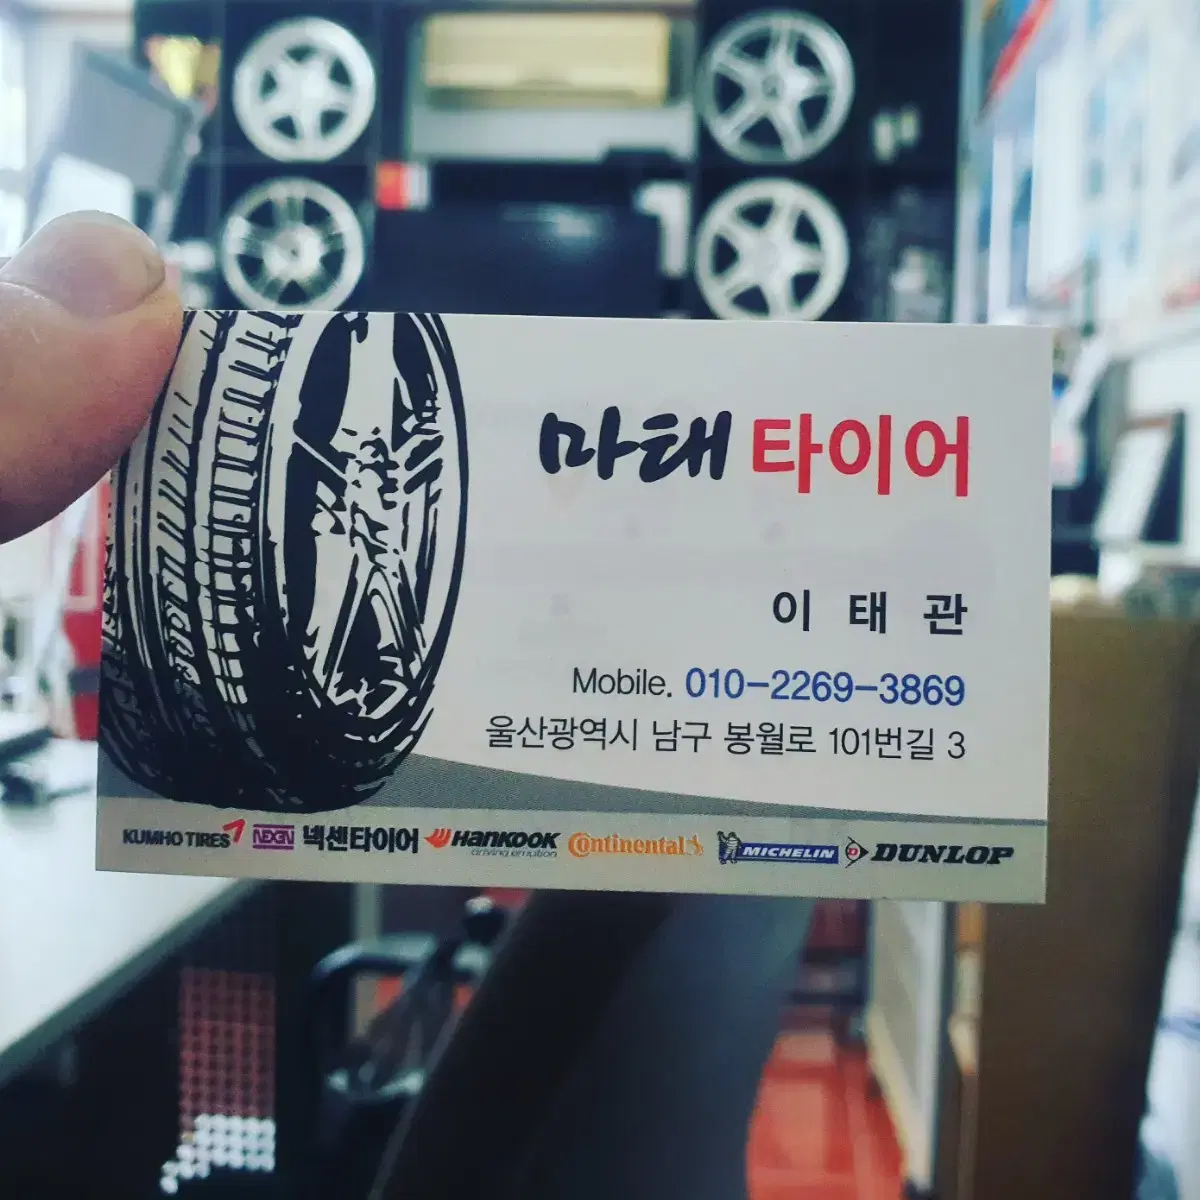 마태 타이어
이 태 관
Mobile. 010-2269-3869
울산광역시 남구 봉월로 101번길 3
KUMHO TIRES NEXEN 넥센타이어 HANKOOK driving emotion Continental MICHELIN DUNLOP